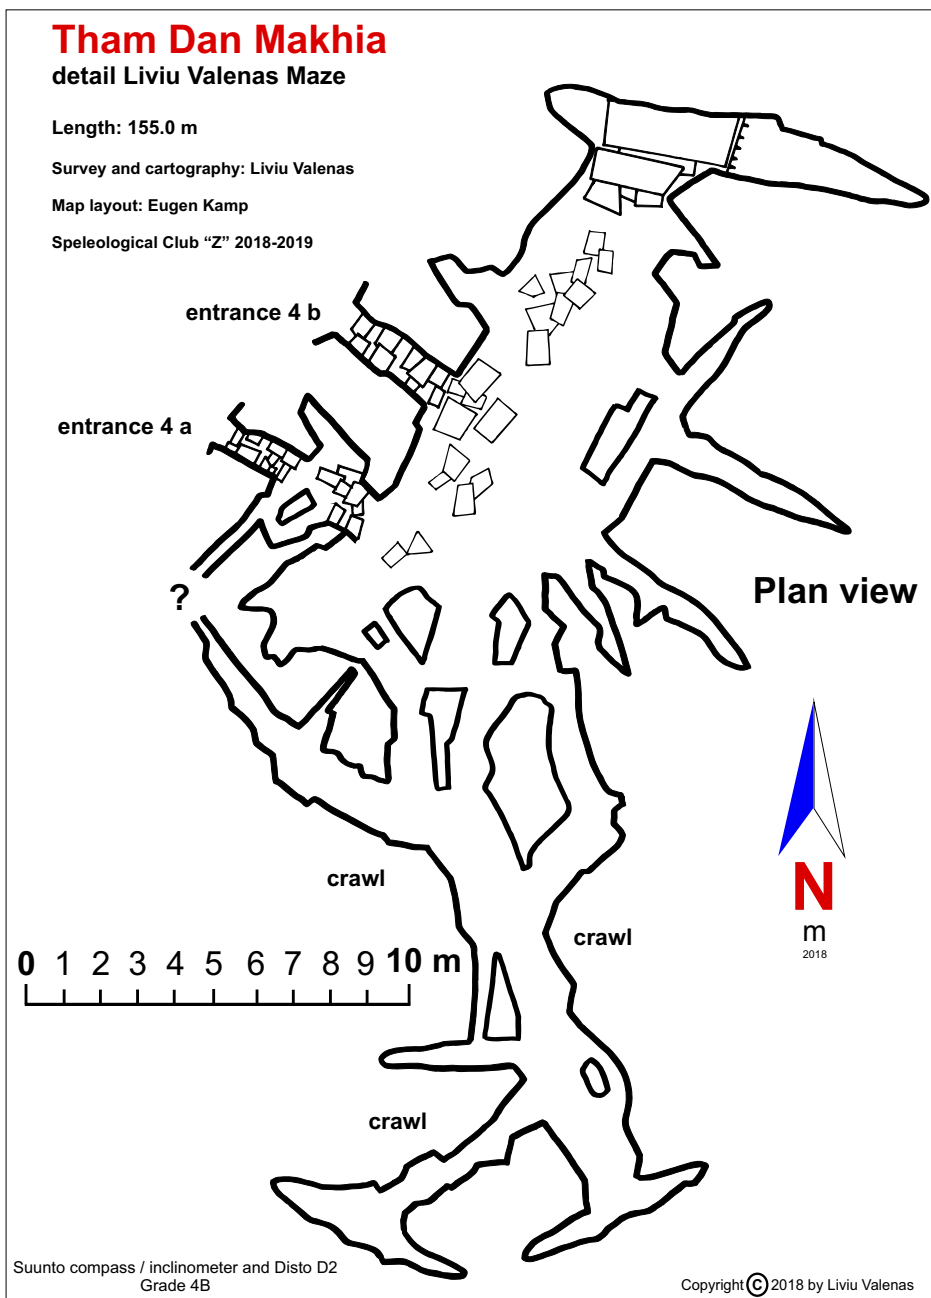 Tham Dan Makhia
detail Liviu Valenas Maze
Length: 155.0 m
Survey and cartography: Liviu Valenas
Map layout: Eugen Kamp
Speleological Club “Z” 2018-2019
entrance 4 b
entrance 4 a
?
Plan view
N
m
2018
crawl
crawl
0 1 2 3 4 5 6 7 8 9 10 m
crawl
Suunto compass / inclinometer and Disto D2
Grade 4B
Copyright © 2018 by Liviu Valenas